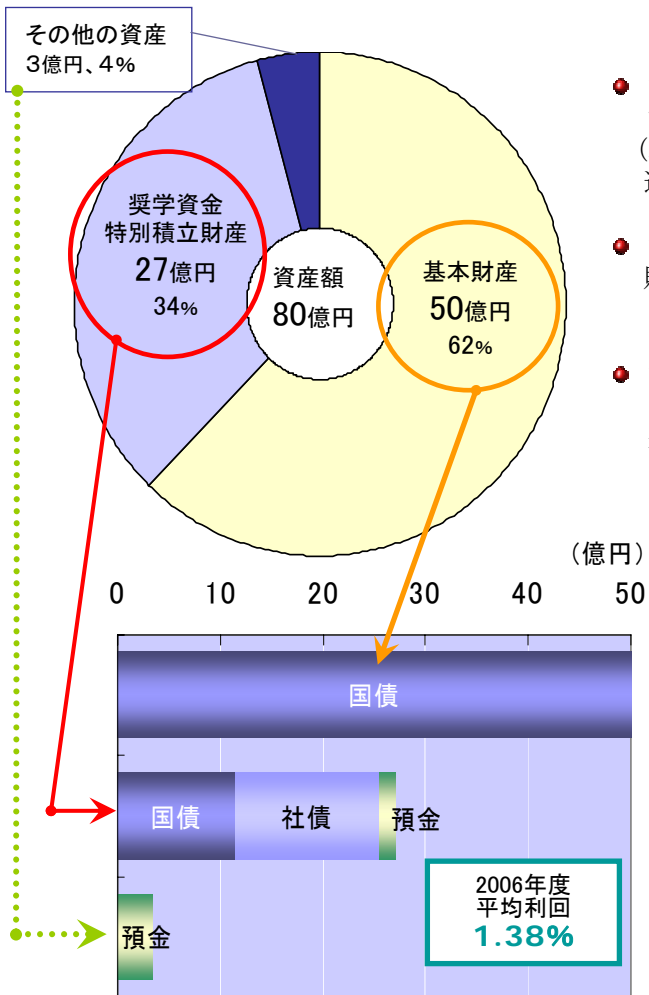 その他の資産
3億円、4%
奨学資金
特別積立財産
27億円
34%
資産額
80億円
基本財産
50億円
62%
(億円)
0 10 20 30 40 50
国債
国債 社債 預金
預金
2006年度
平均利回
1.38%